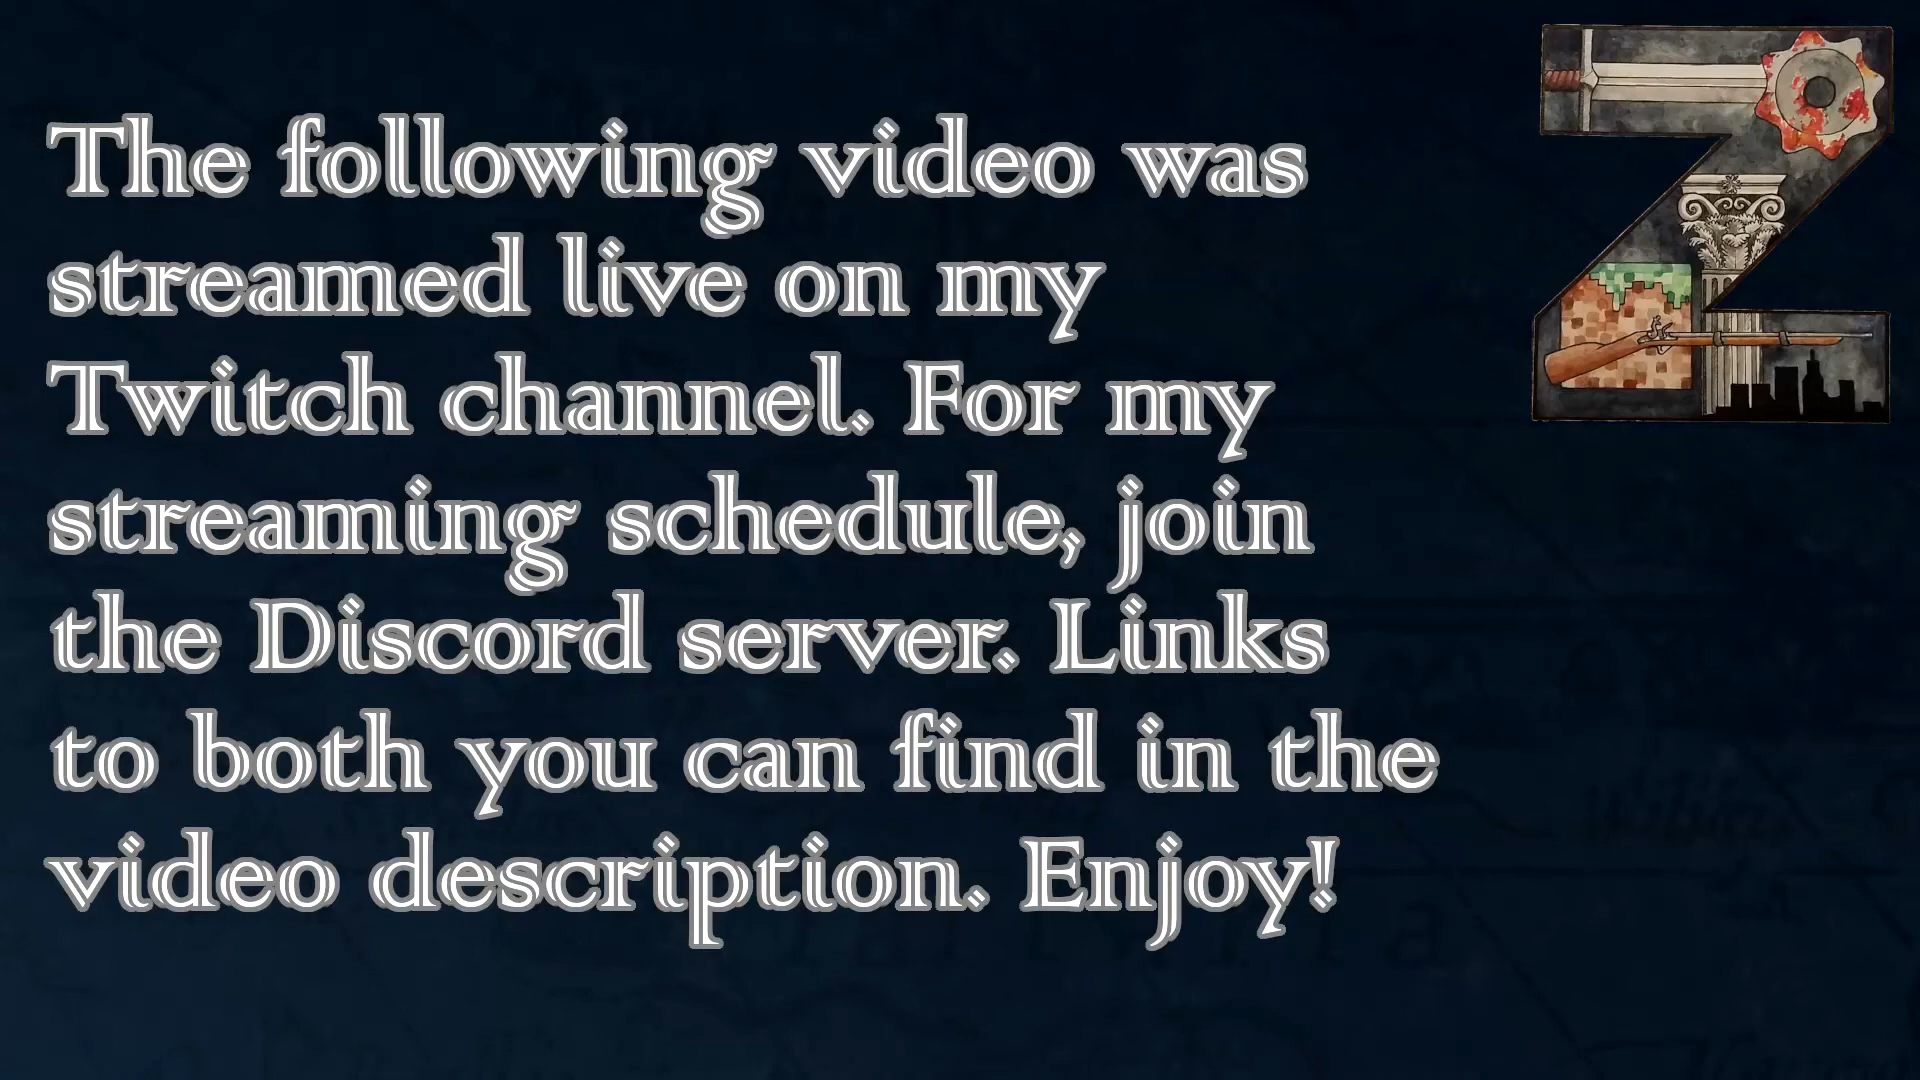 The following video was
streamed live on my
Twitch channel. For my
streaming schedule, join
the Discord server. Links
to both you can find in the
video description. Enjoy!